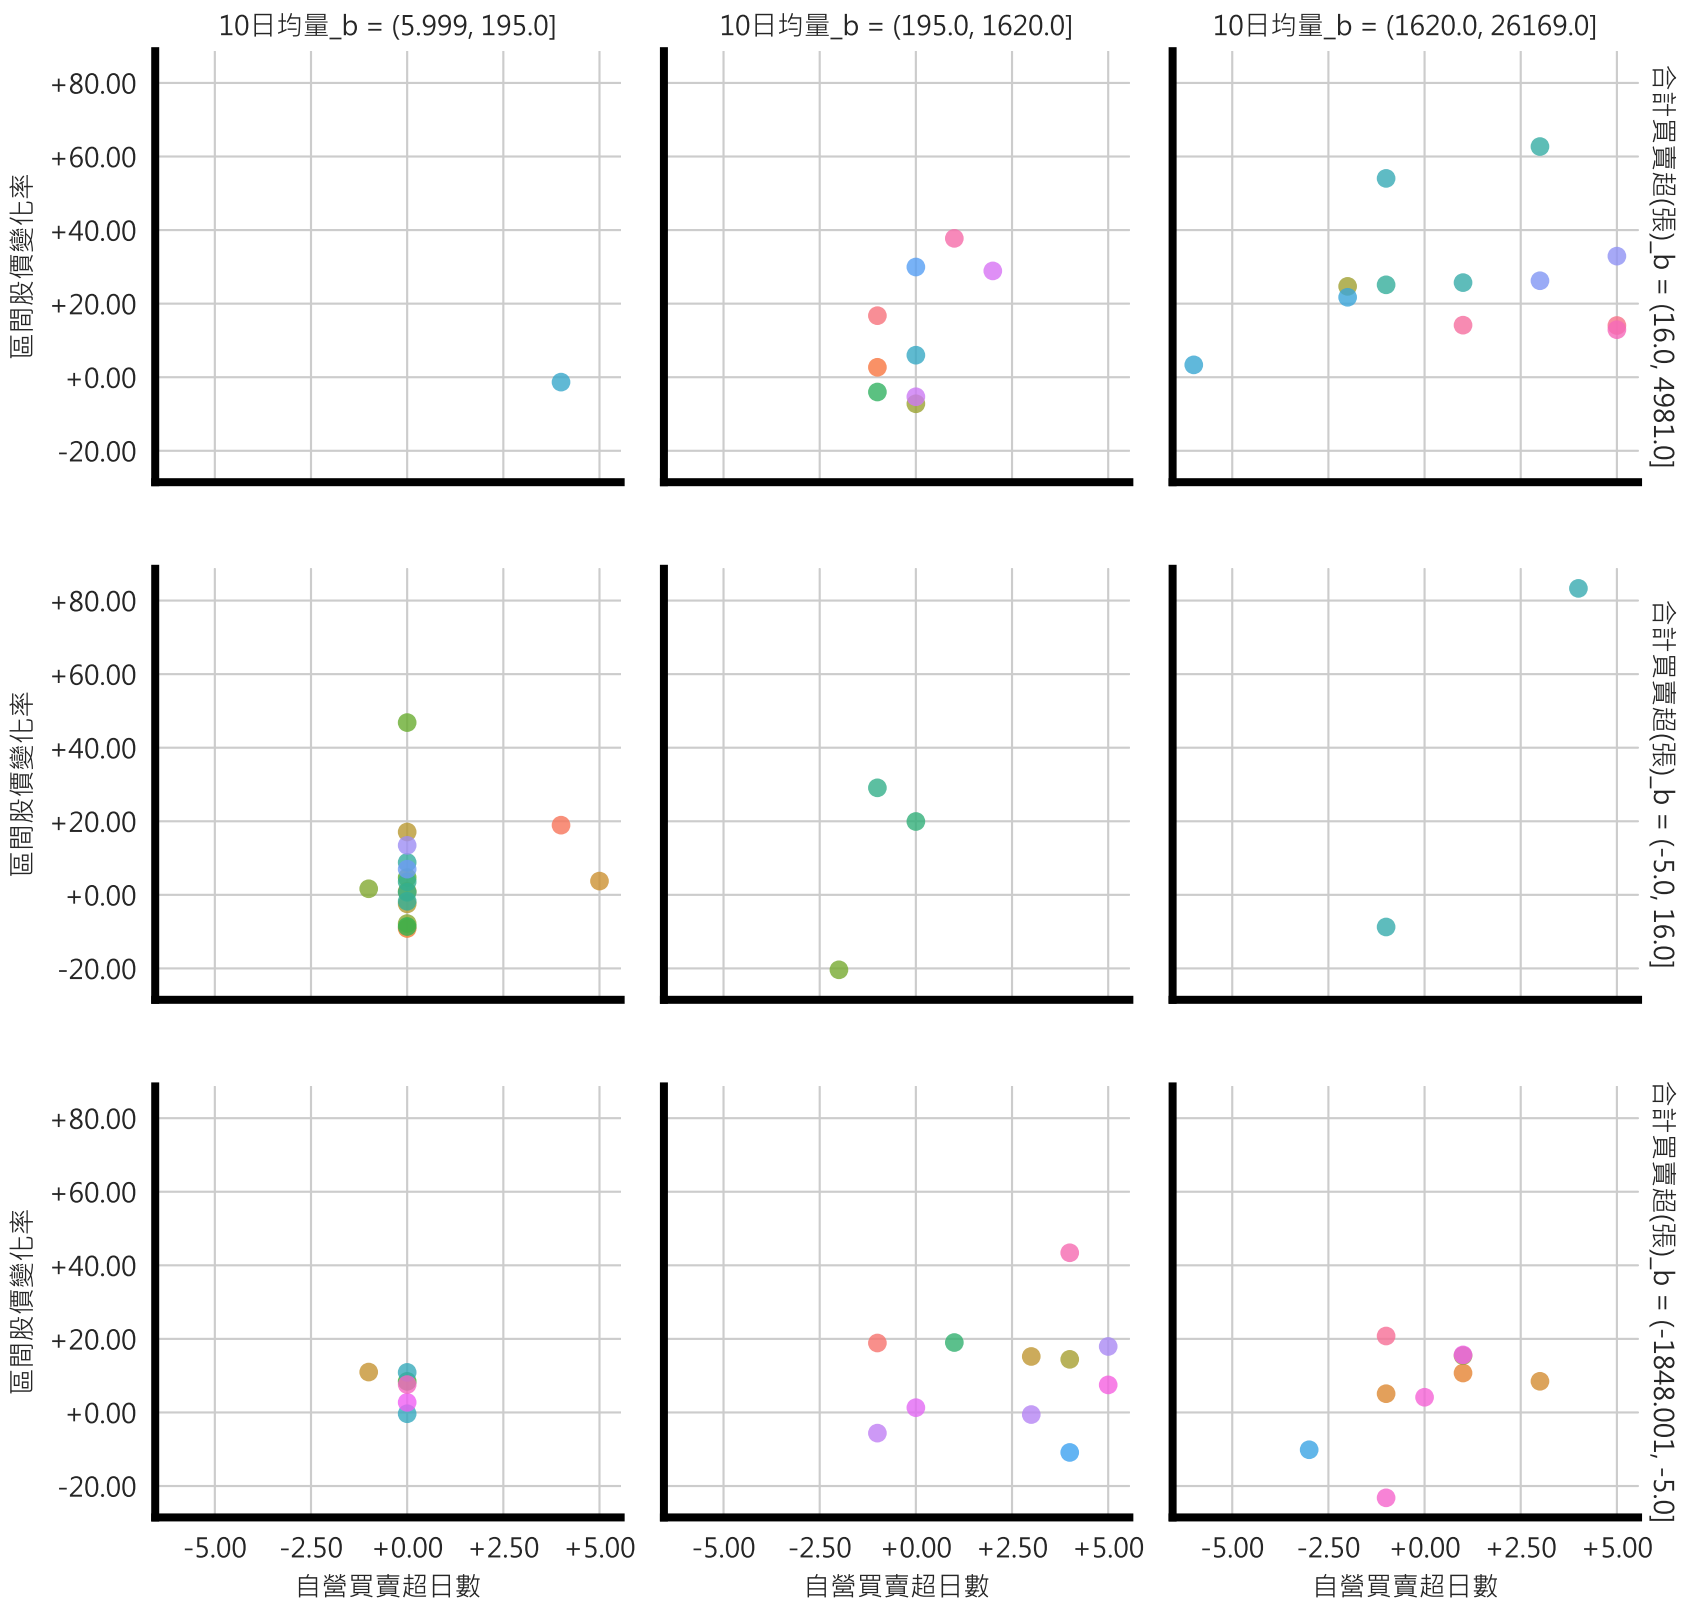 10日均量_b = (5.999, 195.0]
10日均量_b = (195.0, 1620.0]
10日均量_b = (1620.0, 26169.0]
+80.00
+60.00
+40.00
+20.00
+0.00
-20.00
區間股價變化率
合計買賣超(張)_b = (16.0, 4981.0]
+80.00
+60.00
+40.00
+20.00
+0.00
-20.00
區間股價變化率
合計買賣超(張)_b = (-5.0, 16.0]
+80.00
+60.00
+40.00
+20.00
+0.00
-20.00
區間股價變化率
合計買賣超(張)_b = (-1848.001, -5.0]
-5.00 -2.50 +0.00 +2.50 +5.00
-5.00 -2.50 +0.00 +2.50 +5.00
-5.00 -2.50 +0.00 +2.50 +5.00
自營買賣超日數
自營買賣超日數
自營買賣超日數